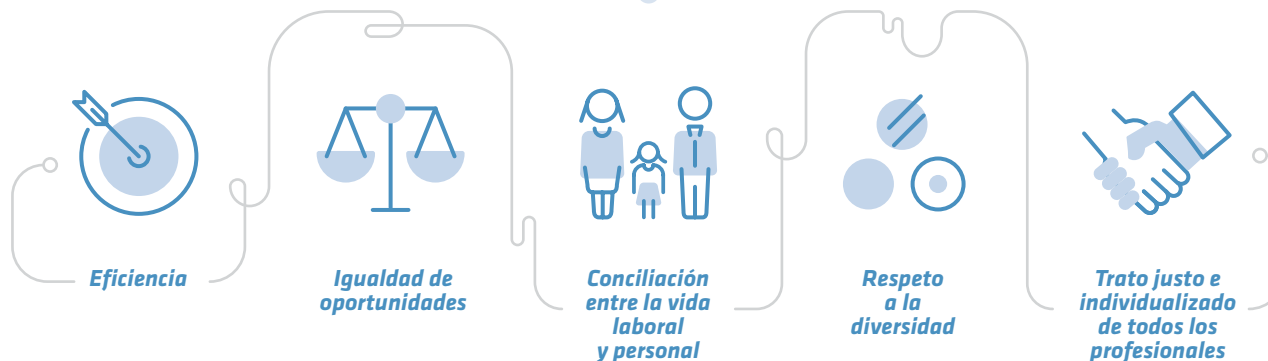 Eficiencia
Igualdad de
oportunidades
Conciliación
entre la vida
laboral
y personal
Respeto
a la
diversidad
Trato justo e
individualizado
de todos los
profesionales